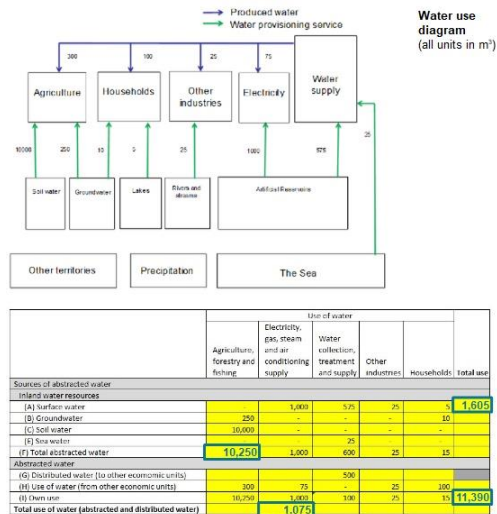 Produced water
Water provisioning service
Water use
diagram
(all units in m³)
300
100
25
75
Agriculture
Households
Other
industries
Electricity
Water
supply
10000
250
10
5
25
1000
575
25
Soil water
Groundwater
Lakes
Rivers and
streams
Artificial Reservoirs
Other territories
Precipitation
The Sea
Use of water
Agriculture, forestry and fishing
Electricity, gas, steam and air conditioning supply
Water collection, treatment and supply
Other industries
Households
Total use
Sources of abstracted water
Inland water resources
(A) Surface water - 1,000 575 25 5 1,605
(B) Groundwater 250 - - - 10
(C) Soil water 10,000 - - - -
(E) Sea water - - 25 - -
(F) Total abstracted water 10,250 1,000 600 25 15
Abstracted water
(G) Distributed water (to other economic units) 500
(H) Use of water (from other economic units) 300 75 - 25 100
(I) Own use 10,250 1,000 100 25 15 11,390
Total use of water (abstracted and distributed water) 1,075